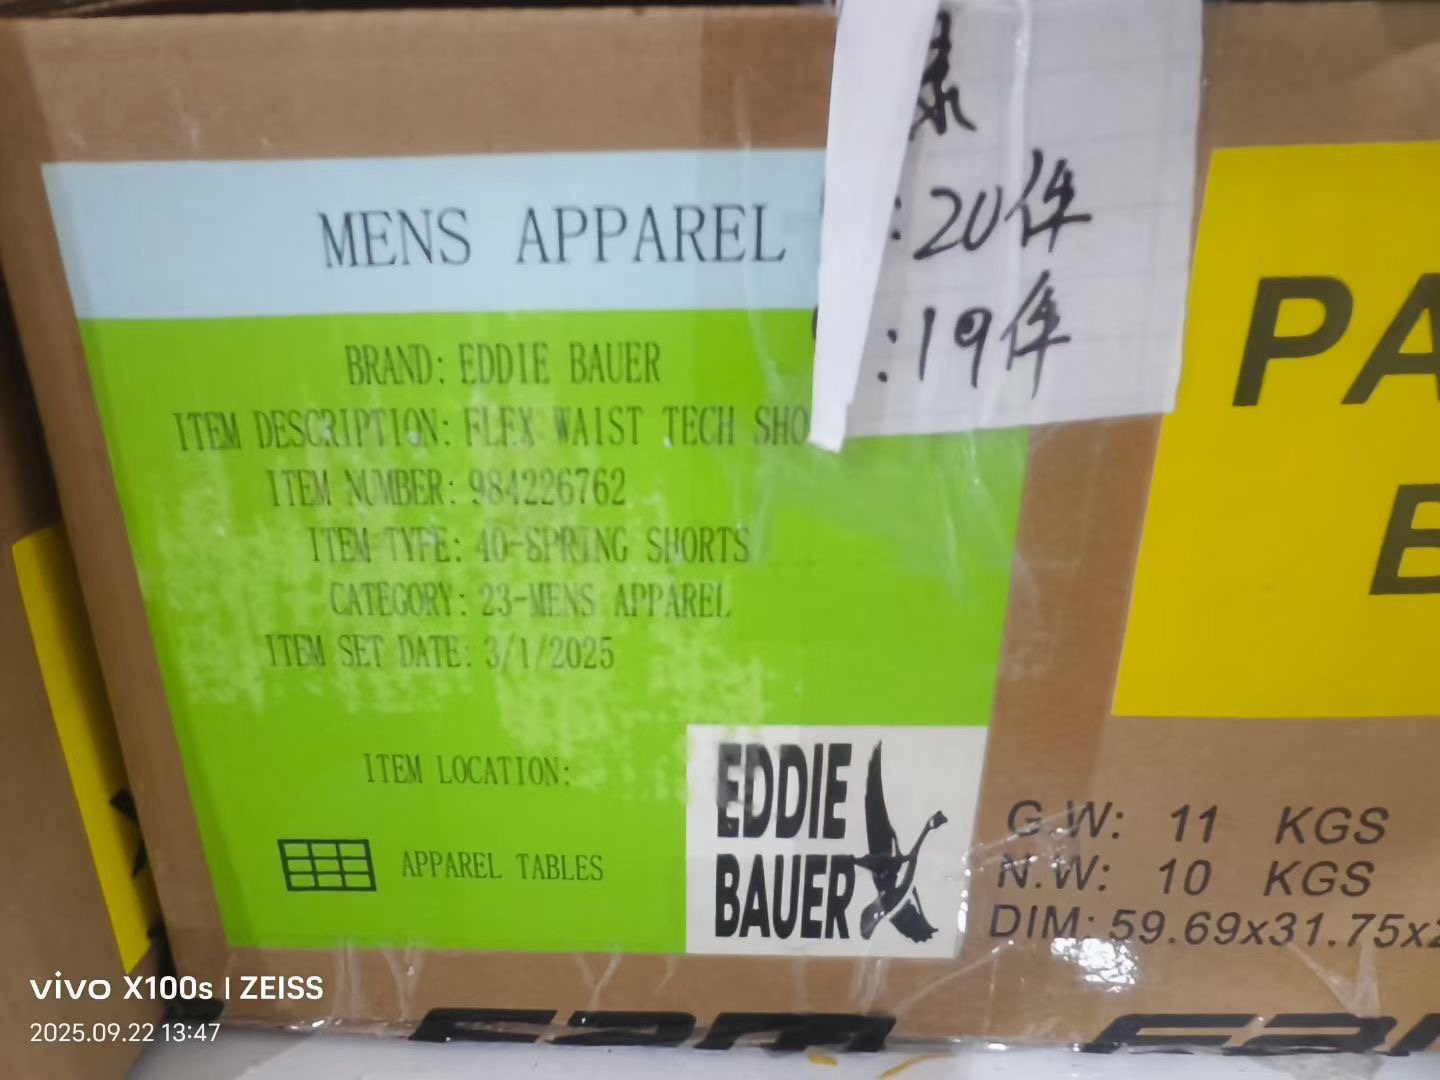 MENS APPAREL
BRAND: EDDIE BAUER
ITEM DESCRIPTION: FLEX WAIST TECH SHO
ITEM NUMBER: 984226762
ITEM TYPE: 40-SPRING SHORTS
CATEGORY: 23-MENS APPAREL
ITEM SET DATE: 3/1/2025
ITEM LOCATION:
APPAREL TABLES
EDDIE
BAUER
:20件
:19件
PA
E
G.W: 11 KGS
N.W: 10 KGS
DIM: 59.69x31.75x2
vivo X100s | ZEISS
2025.09.22 13:47